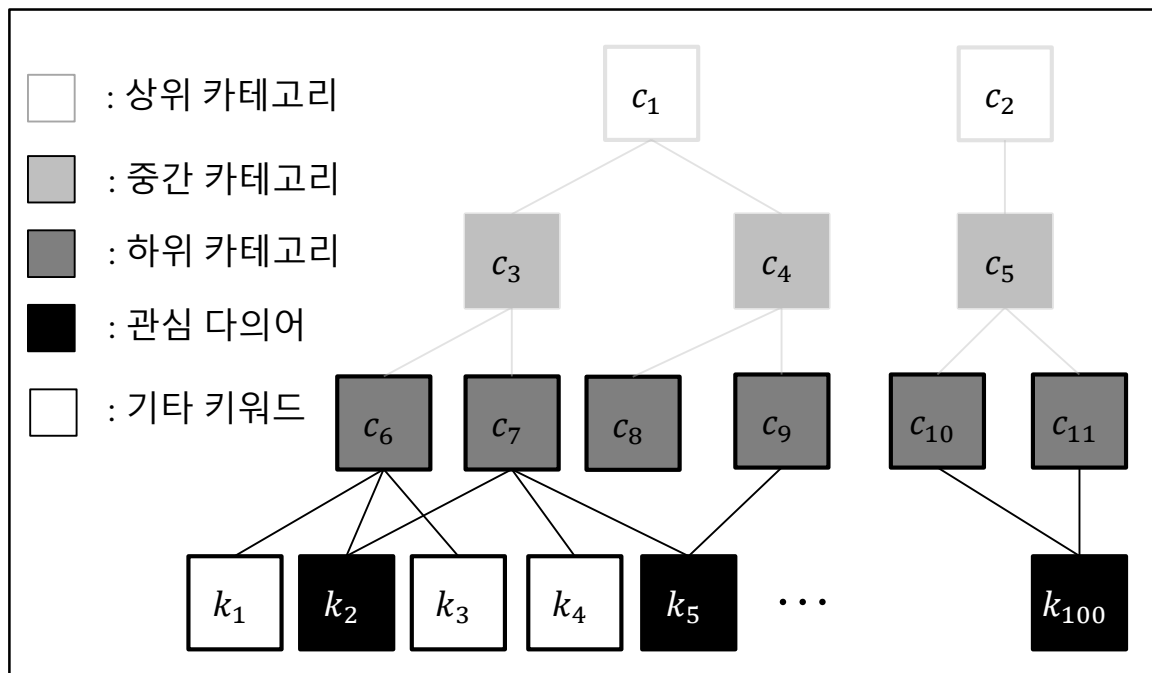 : 상위 카테고리
: 중간 카테고리
: 하위 카테고리
: 관심 다의어
: 기타 키워드
c₁ c₂
c₃ c₄ c₅
c₆ c₇ c₈ c₉ c₁₀ c₁₁
k₁ k₂ k₃ k₄ k₅ ⋯ k₁₀₀